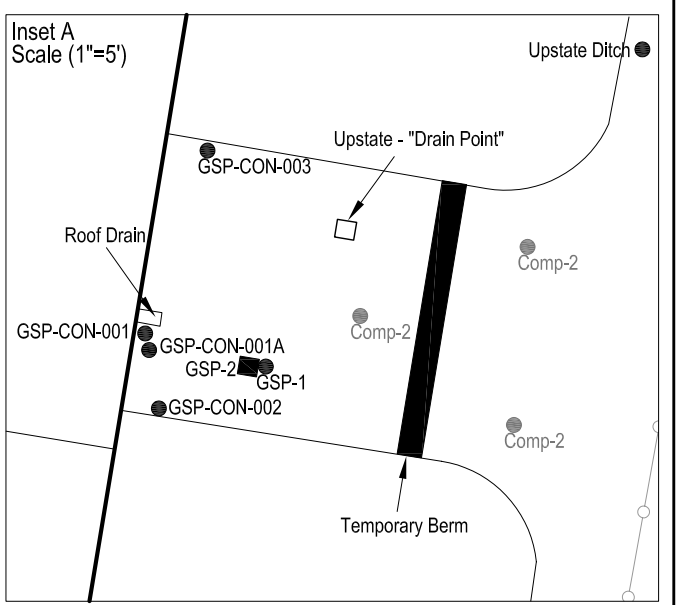 Inset A
Scale (1"=5')
Upstate Ditch
Upstate - "Drain Point"
GSP-CON-003
Roof Drain
Comp-2
GSP-CON-001
Comp-2
GSP-CON-001A
GSP-2
GSP-1
GSP-CON-002
Comp-2
Temporary Berm